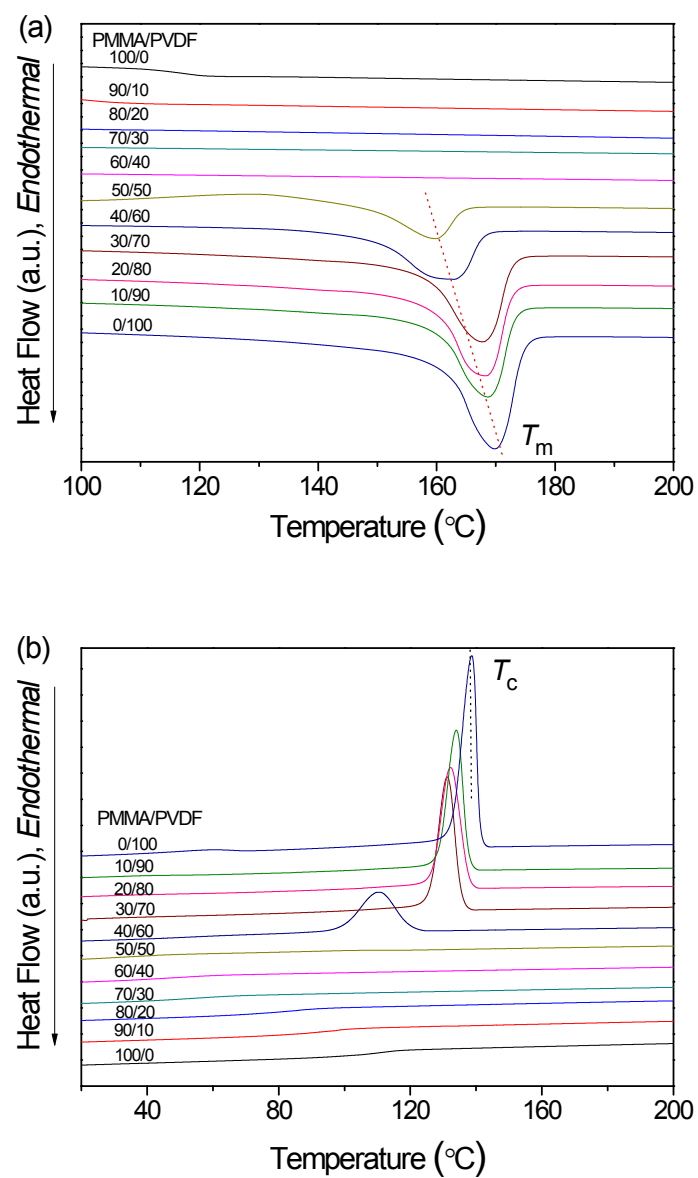 (a)
PMMA/PVDF
100/0
90/10
80/20
70/30
60/40
50/50
40/60
30/70
20/80
10/90
0/100
Tm
Heat Flow (a.u.), Endothermal
100 120 140 160 180 200
Temperature (°C)
(b)
Tc
PMMA/PVDF
0/100
10/90
20/80
30/70
40/60
50/50
60/40
70/30
80/20
90/10
100/0
Heat Flow (a.u.), Endothermal
40 80 120 160 200
Temperature (°C)